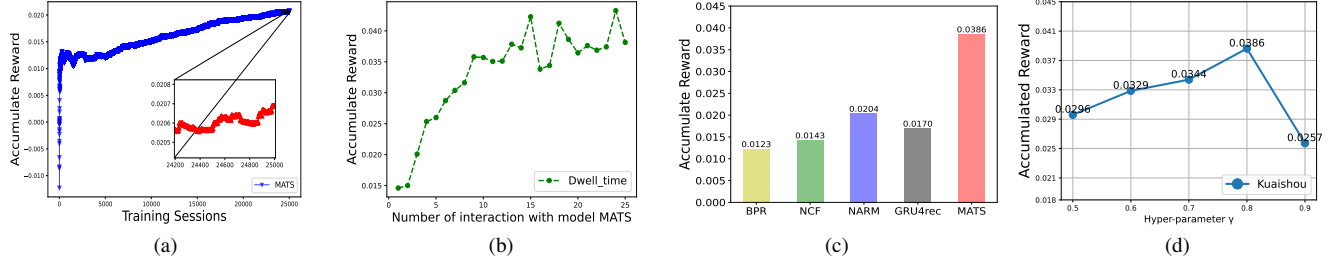 Accumulate Reward
0.020
0.015
0.010
0.005
0.000
−0.005
−0.010
0.0208
0.0207
0.0206
0.0205
24200 24400 24600 24800 25000
MATS
0 5000 10000 15000 20000 25000
Training Sessions
(a)
Accumulate Reward
0.040
0.035
0.030
0.025
0.020
0.015
Dwell_time
0 5 10 15 20 25
Number of interaction with model MATS
(b)
Accumulate Reward
0.045
0.040
0.035
0.030
0.025
0.020
0.015
0.010
0.005
0.000
0.0123
0.0143
0.0204
0.0170
0.0386
BPR NCF NARM GRU4rec MATS
(c)
Accumulated Reward
0.045
0.041
0.037
0.033
0.029
0.025
0.021
0.018
0.0296
0.0329
0.0344
0.0386
0.0257
Kuaishou
0.5 0.6 0.7 0.8 0.9
Hyper-parameter γ
(d)